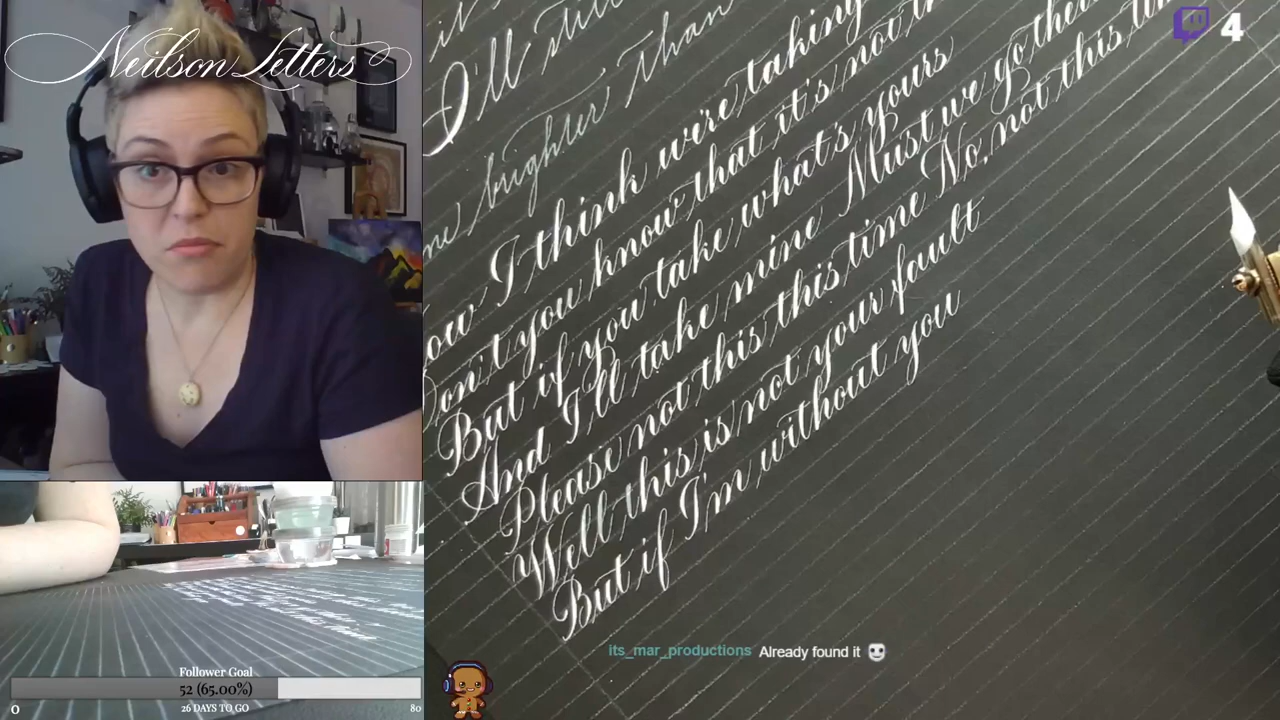 Neilson Letters
4
I'll still
brighter than
I think we're taking
Don't you know that it's not
But if you take what's yours
And I'll take mine Must we go there
Please not this this time No, not this
Well this is not your fault
But if I'm without you
its_mar_productions Already found it
Follower Goal
52 (65.00%)
0 26 DAYS TO GO 80